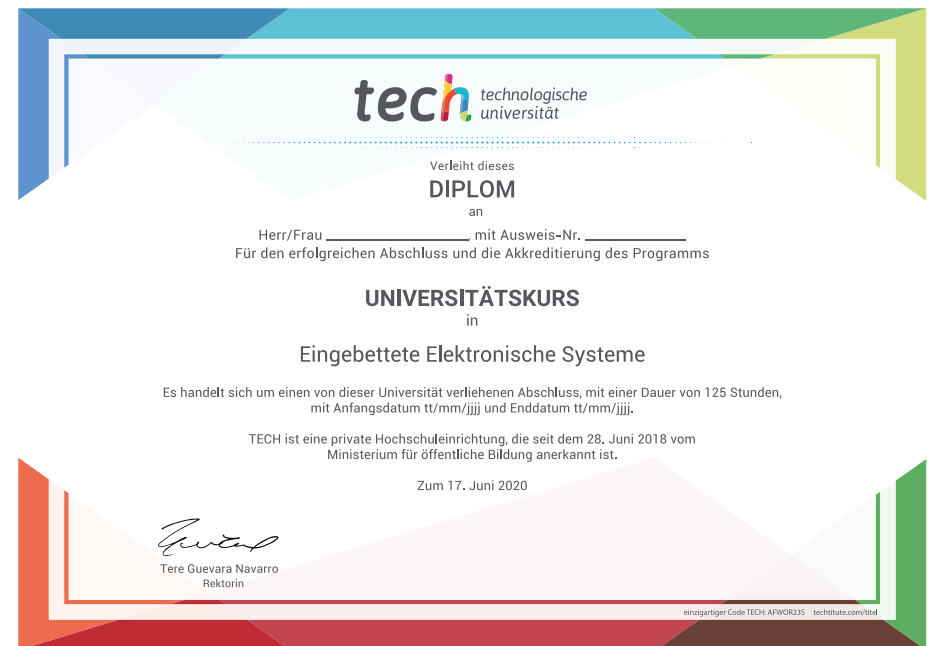 tech technologische
universität
Verleiht dieses
DIPLOM
an
Herr/Frau ____________________, mit Ausweis-Nr. ______________
Für den erfolgreichen Abschluss und die Akkreditierung des Programms
UNIVERSITÄTSKURS
in
Eingebettete Elektronische Systeme
Es handelt sich um einen von dieser Universität verliehenen Abschluss, mit einer Dauer von 125 Stunden,
mit Anfangsdatum tt/mm/jjjj und Enddatum tt/mm/jjjj.
TECH ist eine private Hochschuleinrichtung, die seit dem 28. Juni 2018 vom
Ministerium für öffentliche Bildung anerkannt ist.
Zum 17. Juni 2020
Tere Guevara Navarro
Rektorin
einzigartiger Code TECH: AFWOR23S techtitute.com/titel